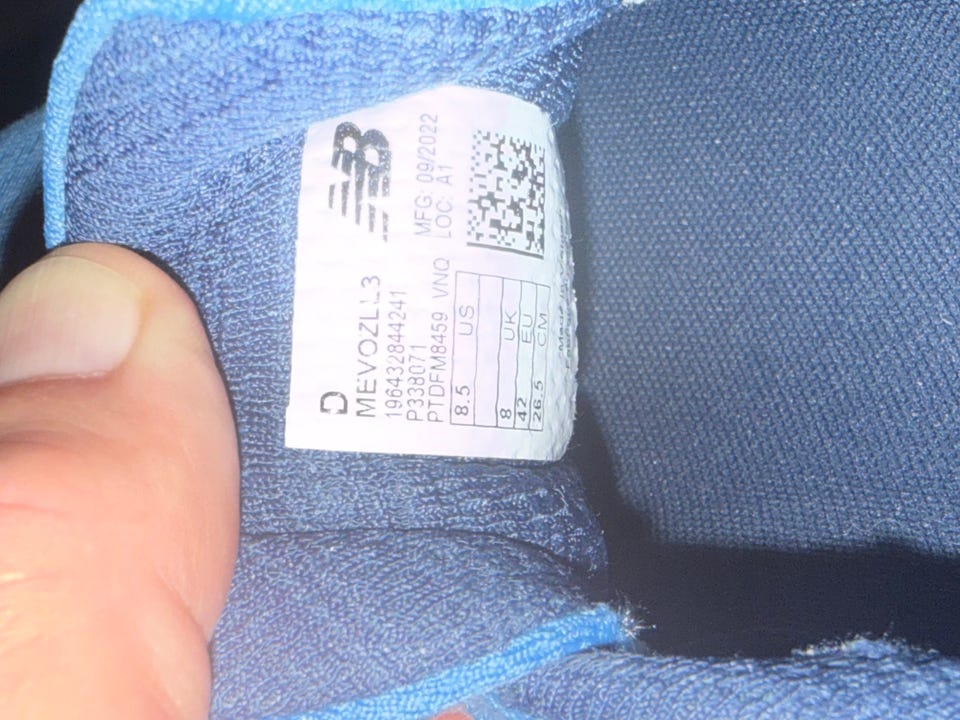 NB
MFG: 09/2022
LOC: A1
D
MEVOZLL3
196432844241
P338071
PTDFM8459 VNQ
8.5 US
8 UK
42 EU
26.5 CM